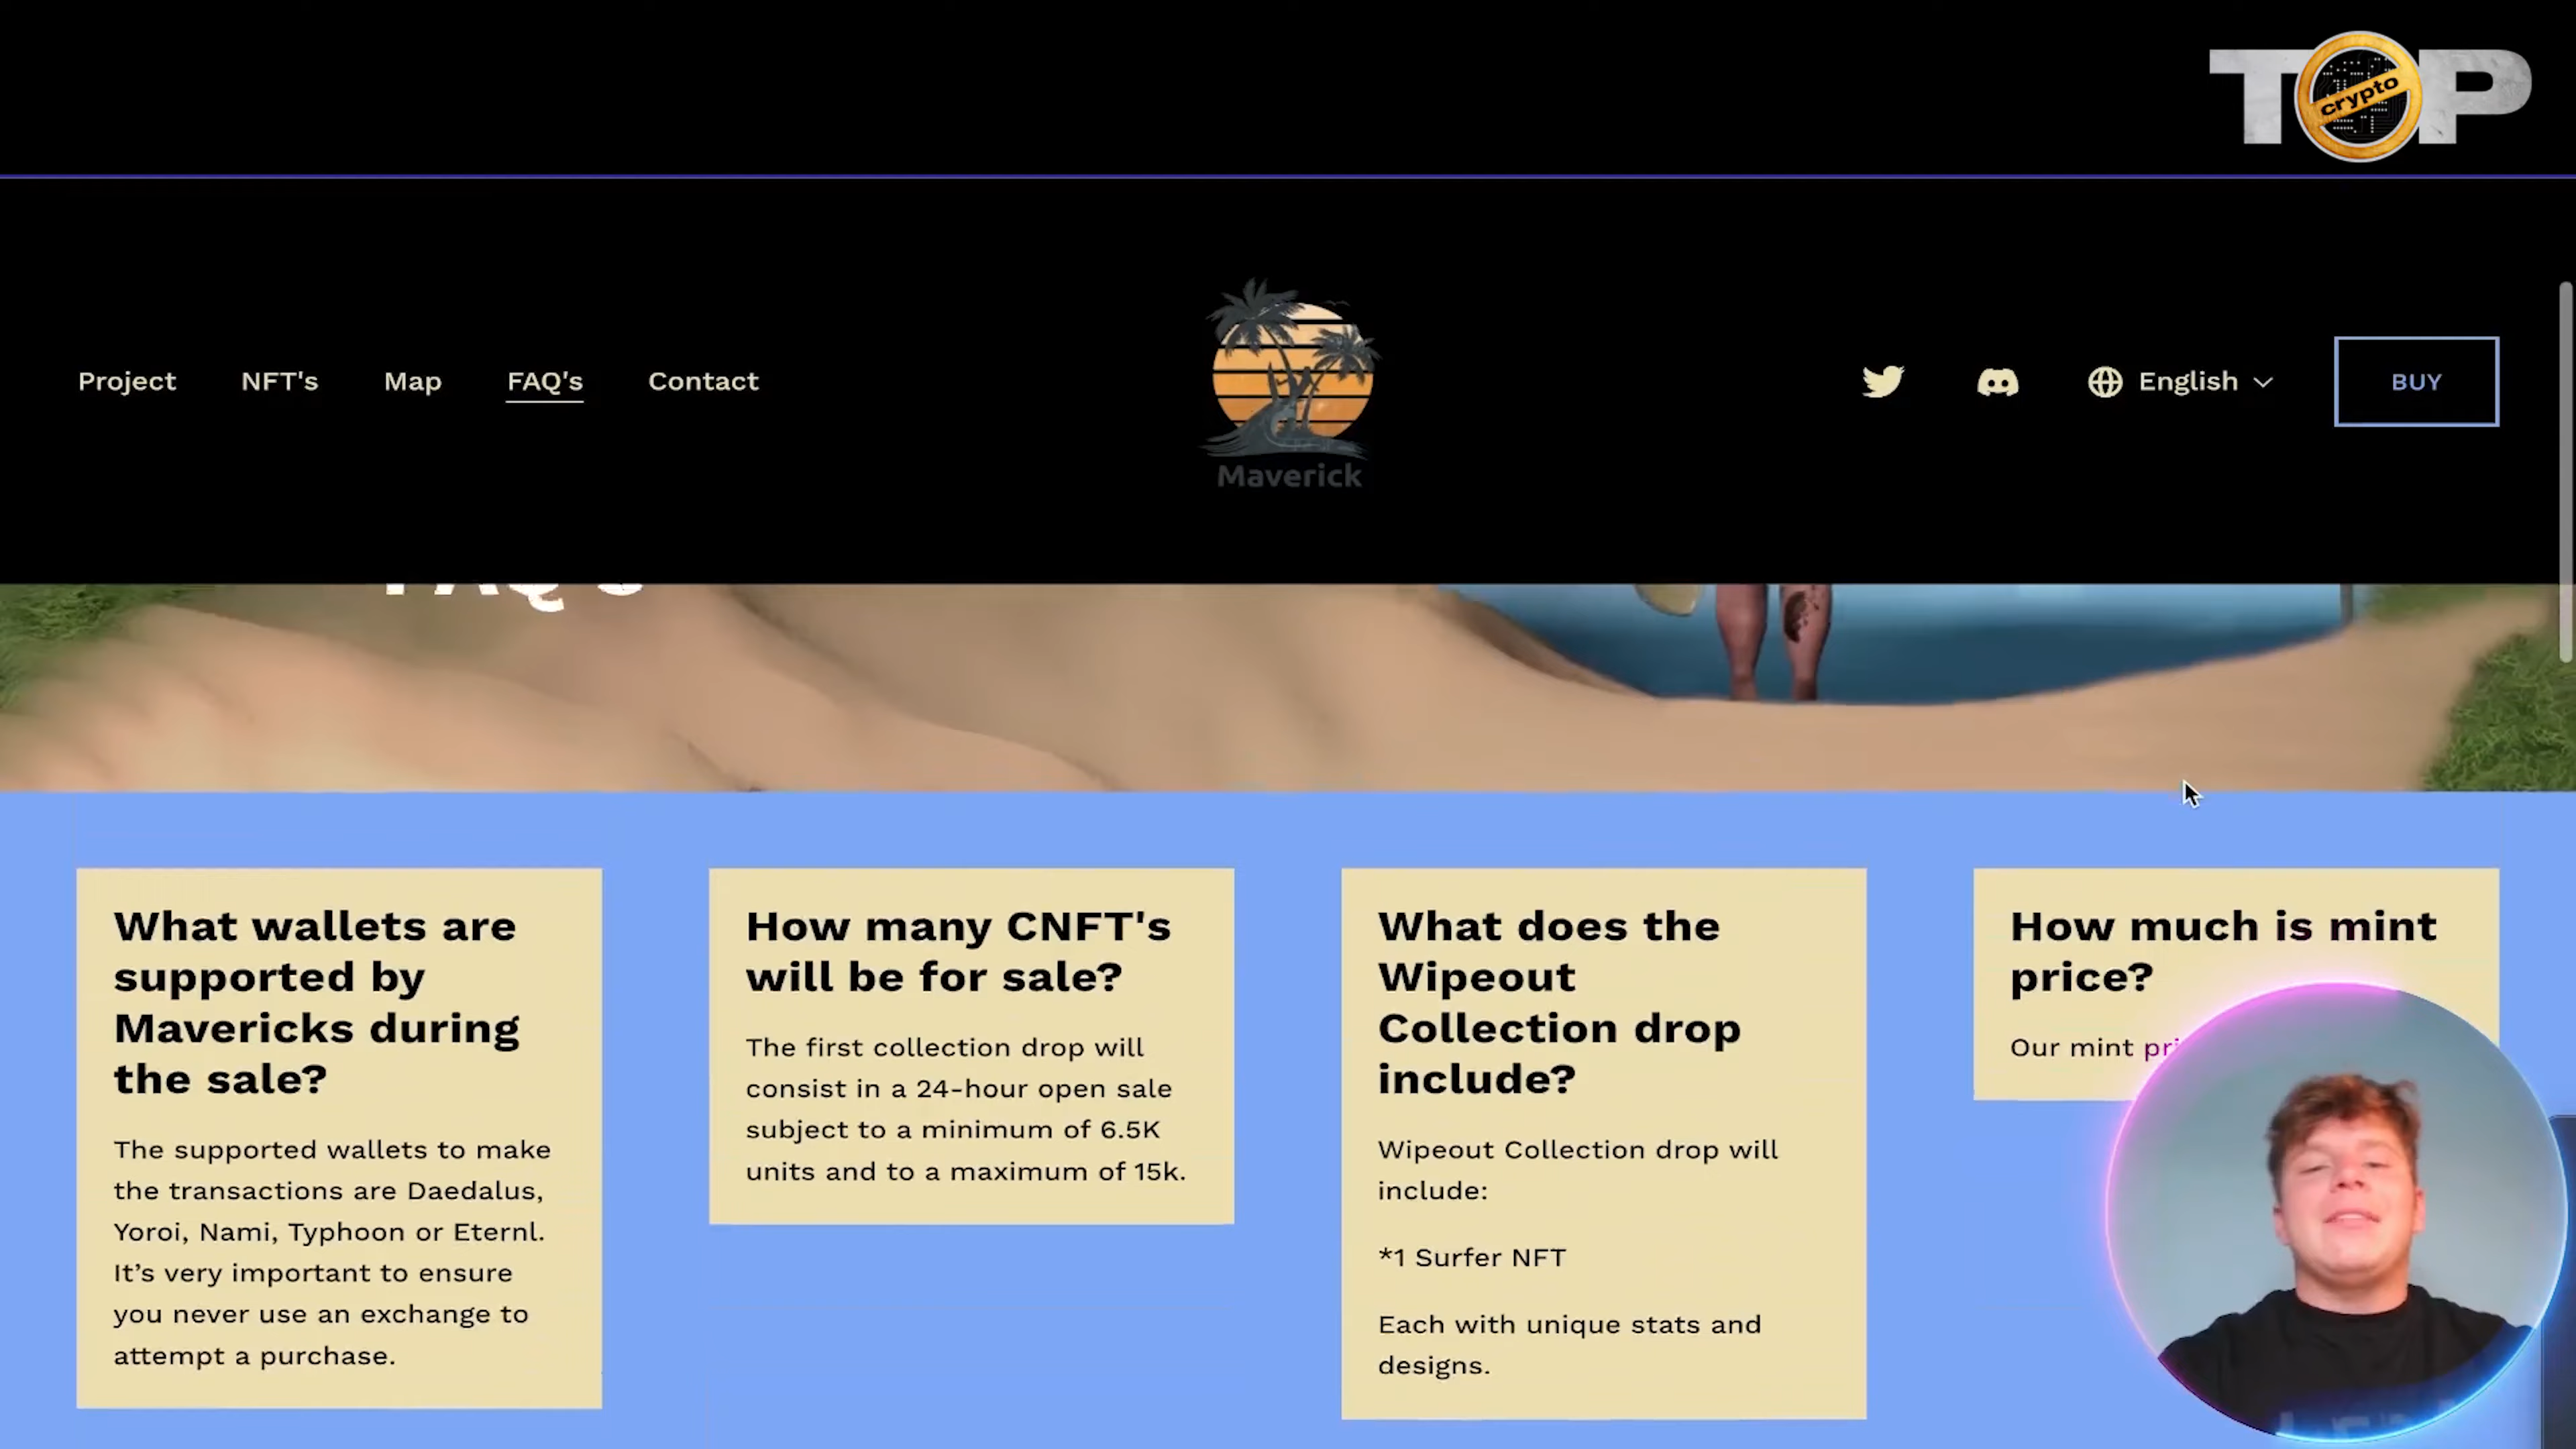 TOP
crypto
Project NFT's Map FAQ's Contact
Maverick
English
BUY
FAQ's
What wallets are
supported by
Mavericks during
the sale?
The supported wallets to make
the transactions are Daedalus,
Yoroi, Nami, Typhoon or Eternl.
It's very important to ensure
you never use an exchange to
attempt a purchase.
How many CNFT's
will be for sale?
The first collection drop will
consist in a 24-hour open sale
subject to a minimum of 6.5K
units and to a maximum of 15k.
What does the
Wipeout
Collection drop
include?
Wipeout Collection drop will
include:
*1 Surfer NFT
Each with unique stats and
designs.
How much is mint
price?
Our mint